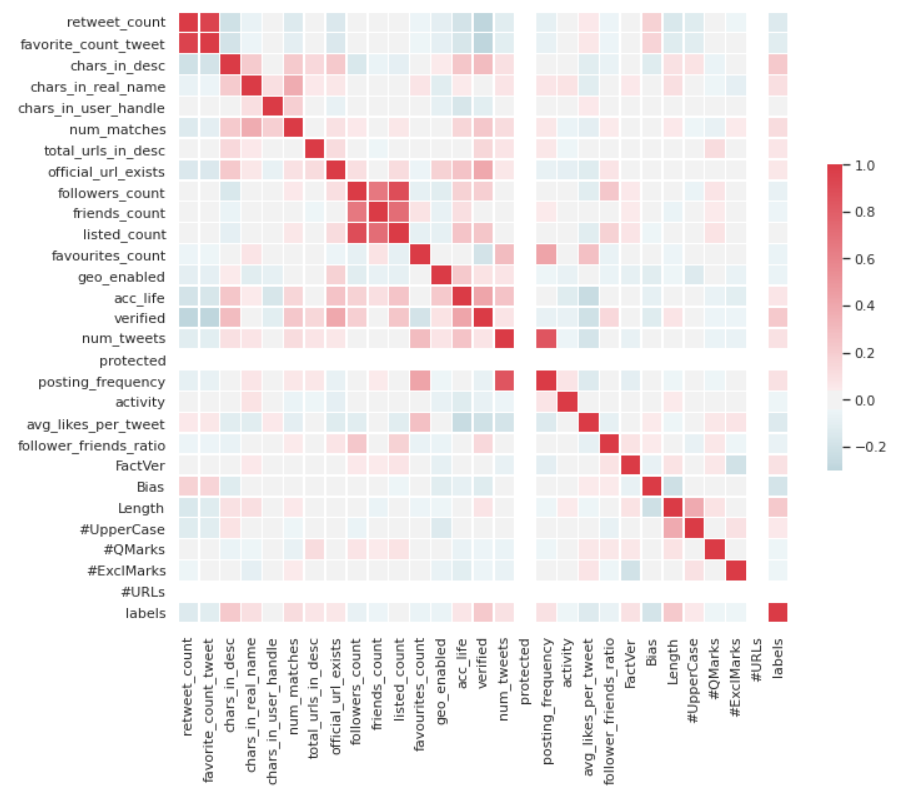 retweet_count
favorite_count_tweet
chars_in_desc
chars_in_real_name
chars_in_user_handle
num_matches
total_urls_in_desc
official_url_exists
followers_count
friends_count
listed_count
favourites_count
geo_enabled
acc_life
verified
num_tweets
protected
posting_frequency
activity
avg_likes_per_tweet
follower_friends_ratio
FactVer
Bias
Length
#UpperCase
#QMarks
#ExclMarks
#URLs
labels
retweet_count
favorite_count_tweet
chars_in_desc
chars_in_real_name
chars_in_user_handle
num_matches
total_urls_in_desc
official_url_exists
followers_count
friends_count
listed_count
favourites_count
geo_enabled
acc_life
verified
num_tweets
protected
posting_frequency
activity
avg_likes_per_tweet
follower_friends_ratio
FactVer
Bias
Length
#UpperCase
#QMarks
#ExclMarks
#URLs
labels
1.0
0.8
0.6
0.4
0.2
0.0
−0.2